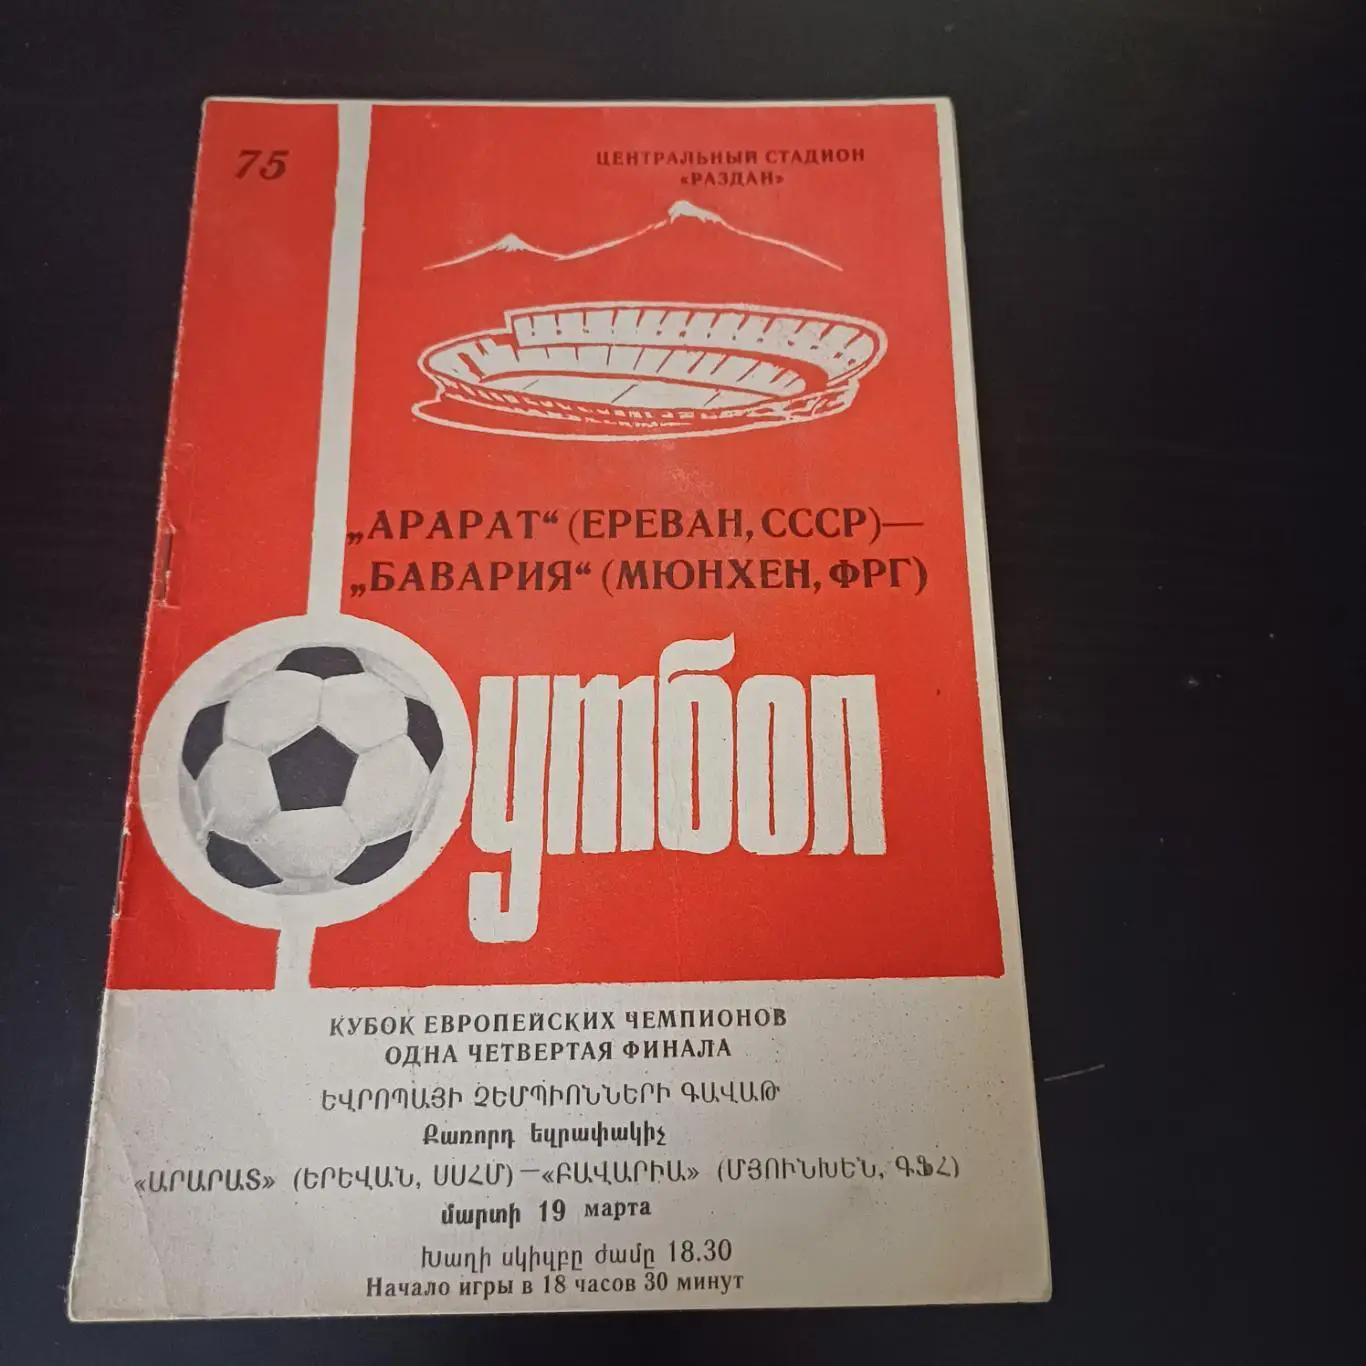 75
ЦЕНТРАЛЬНЫЙ СТАДИОН
«РАЗДАН»
„АРАРАТ“ (ЕРЕВАН, СССР)—
„БАВАРИЯ“ (МЮНХЕН, ФРГ)
Футбол
КУБОК ЕВРОПЕЙСКИХ ЧЕМПИОНОВ
ОДНА ЧЕТВЕРТАЯ ФИНАЛА
ԵՎՐՈՊԱՅԻ ՉԵՄՊԻՈՆՆԵՐԻ ԳԱՎԱԹ
Քառորդ եզրափակիչ
«ԱՐԱՐԱՏ» (ԵՐԵՎԱՆ, ՍՍՀՄ)—«ԲԱՎԱՐԻԱ» (ՄՅՈՒՆԽԵՆ, ԳՖՀ)
մարտի 19 марта
Խաղի սկիզբը ժամը 18.30
Начало игры в 18 часов 30 минут